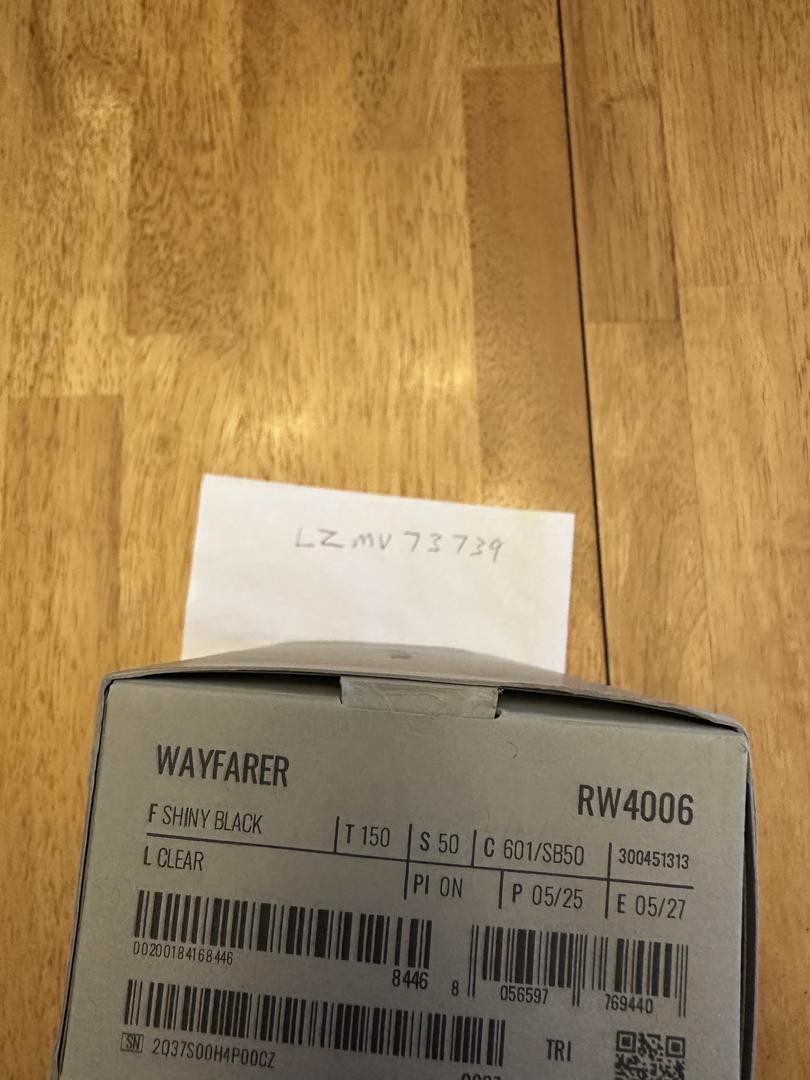 LZMV73739
WAYFARER
RW4006
F SHINY BLACK
T 150
S 50
C 601/SB50
300451313
L CLEAR
PI ON
P 05/25
E 05/27
00200184168446
8446
8 056597 769440
SN 2Q37S00H4P00CZ
TRI